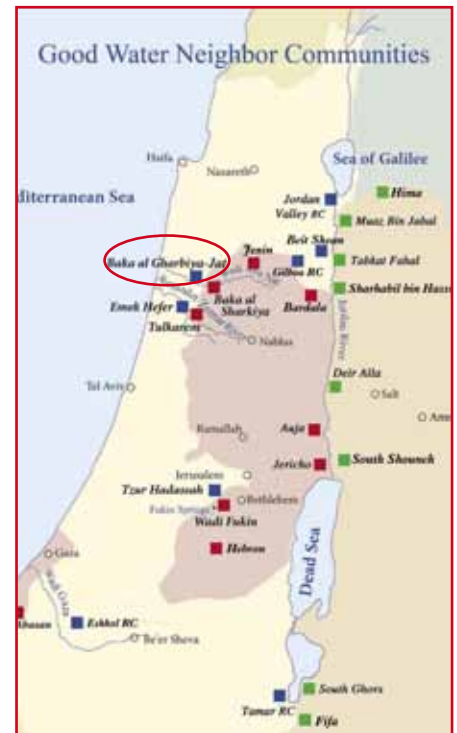 Good Water Neighbor Communities
Haifa
Nazareth
Sea of Galilee
diterranean Sea
Jordan
Valley RC
Hima
Muaz Bin Jabal
Beit Shean
Jenin
Baka al Gharbiya-Jat
Gilboa RC
Tabkat Fahal
Baka al
Sharkiya
Sharhabil bin Hass
Bardala
Emek Hefer
Tulkarem
Nablus
Jordan River
Deir Alla
Tel Aviv
Salt
Am
Ramallah
Auja
Jericho
South Shouneh
Jerusalem
Tzur Hadassah
Bethlehem
Wadi Fukin
Hebron
Dead Sea
Gaza
Wadi Gaza
Abasan
Eshkol RC
Be'er Sheva
South Ghors
Tamar RC
Fifa